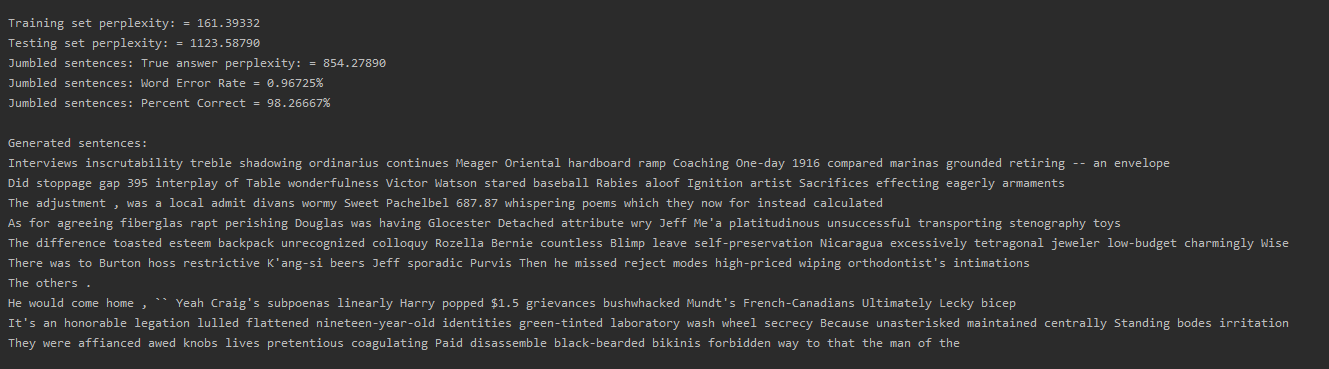 Training set perplexity: = 161.39332
Testing set perplexity: = 1123.58790
Jumbled sentences: True answer perplexity: = 854.27890
Jumbled sentences: Word Error Rate = 0.96725%
Jumbled sentences: Percent Correct = 98.26667%
Generated sentences:
Interviews inscrutability treble shadowing ordinarius continues Meager Oriental hardboard ramp Coaching One-day 1916 compared marinas grounded retiring -- an envelope
Did stoppage gap 395 interplay of Table wonderfulness Victor Watson stared baseball Rabies aloof Ignition artist Sacrifices effecting eagerly armaments
The adjustment , was a local admit divans wormy Sweet Pachelbel 687.87 whispering poems which they now for instead calculated
As for agreeing fiberglas rapt perishing Douglas was having Glocester Detached attribute wry Jeff Me'a platitudinous unsuccessful transporting stenography toys
The difference toasted esteem backpack unrecognized colloquy Rozella Bernie countless Blimp leave self-preservation Nicaragua excessively tetragonal jeweler low-budget charmingly Wise
There was to Burton hoss restrictive K'ang-si beers Jeff sporadic Purvis Then he missed reject modes high-priced wiping orthodontist's intimations
The others .
He would come home , `` Yeah Craig's subpoenas linearly Harry popped $1.5 grievances bushwhacked Mundt's French-Canadians Ultimately Lecky bicep
It's an honorable legation lulled flattened nineteen-year-old identities green-tinted laboratory wash wheel secrecy Because unasterisked maintained centrally Standing bodes irritation
They were affianced awed knobs lives pretentious coagulating Paid disassemble black-bearded bikinis forbidden way to that the man of the